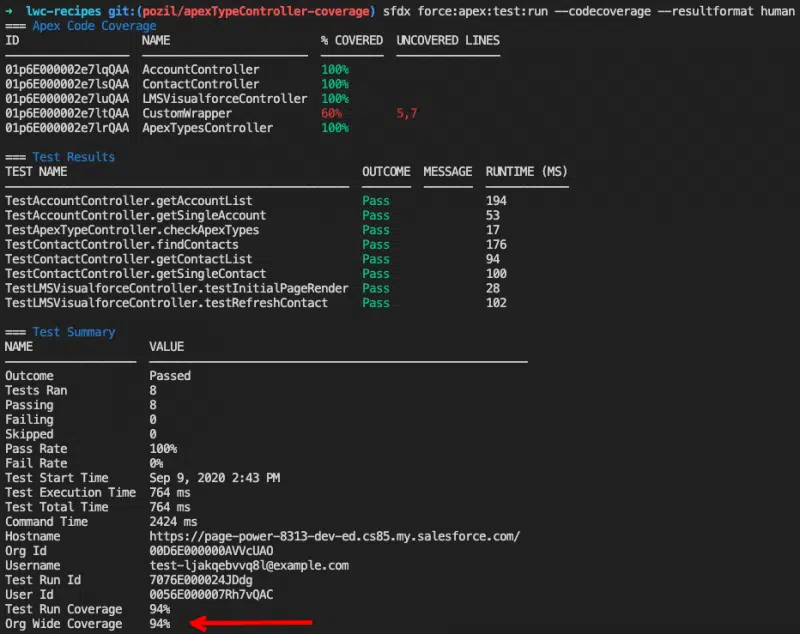 → lwc-recipes git:(pozil/apexTypeController-coverage) sfdx force:apex:test:run --codecoverage --resultformat human
=== Apex Code Coverage
ID NAME % COVERED UNCOVERED LINES
01p6E000002e7lqQAA AccountController 100%
01p6E000002e7lsQAA ContactController 100%
01p6E000002e7luQAA LMSVisualforceController 100%
01p6E000002e7ltQAA CustomWrapper 60% 5,7
01p6E000002e7lrQAA ApexTypesController 100%
=== Test Results
TEST NAME OUTCOME MESSAGE RUNTIME (MS)
TestAccountController.getAccountList Pass 194
TestAccountController.getSingleAccount Pass 53
TestApexTypeController.checkApexTypes Pass 17
TestContactController.findContacts Pass 176
TestContactController.getContactList Pass 94
TestContactController.getSingleContact Pass 100
TestLMSVisualforceController.testInitialPageRender Pass 28
TestLMSVisualforceController.testRefreshContact Pass 102
=== Test Summary
NAME VALUE
Outcome Passed
Tests Ran 8
Passing 8
Failing 0
Skipped 0
Pass Rate 100%
Fail Rate 0%
Test Start Time Sep 9, 2020 2:43 PM
Test Execution Time 764 ms
Test Total Time 764 ms
Command Time 2424 ms
Hostname https://page-power-8313-dev-ed.cs85.my.salesforce.com/
Org Id 00D6E000000AVVcUAO
Username test-ljakqebvvq8l@example.com
Test Run Id 7076E000024JDdg
User Id 0056E000007Rh7vQAC
Test Run Coverage 94%
Org Wide Coverage 94%